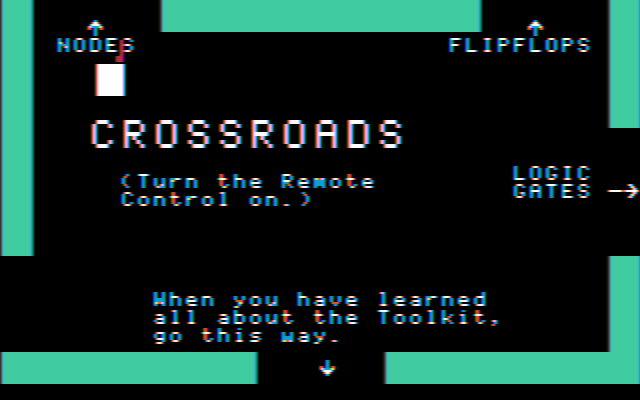 NODES
FLIPFLOPS
CROSSROADS
(Turn the Remote
Control on.)
LOGIC
GATES →
When you have learned
all about the Toolkit,
go this way.